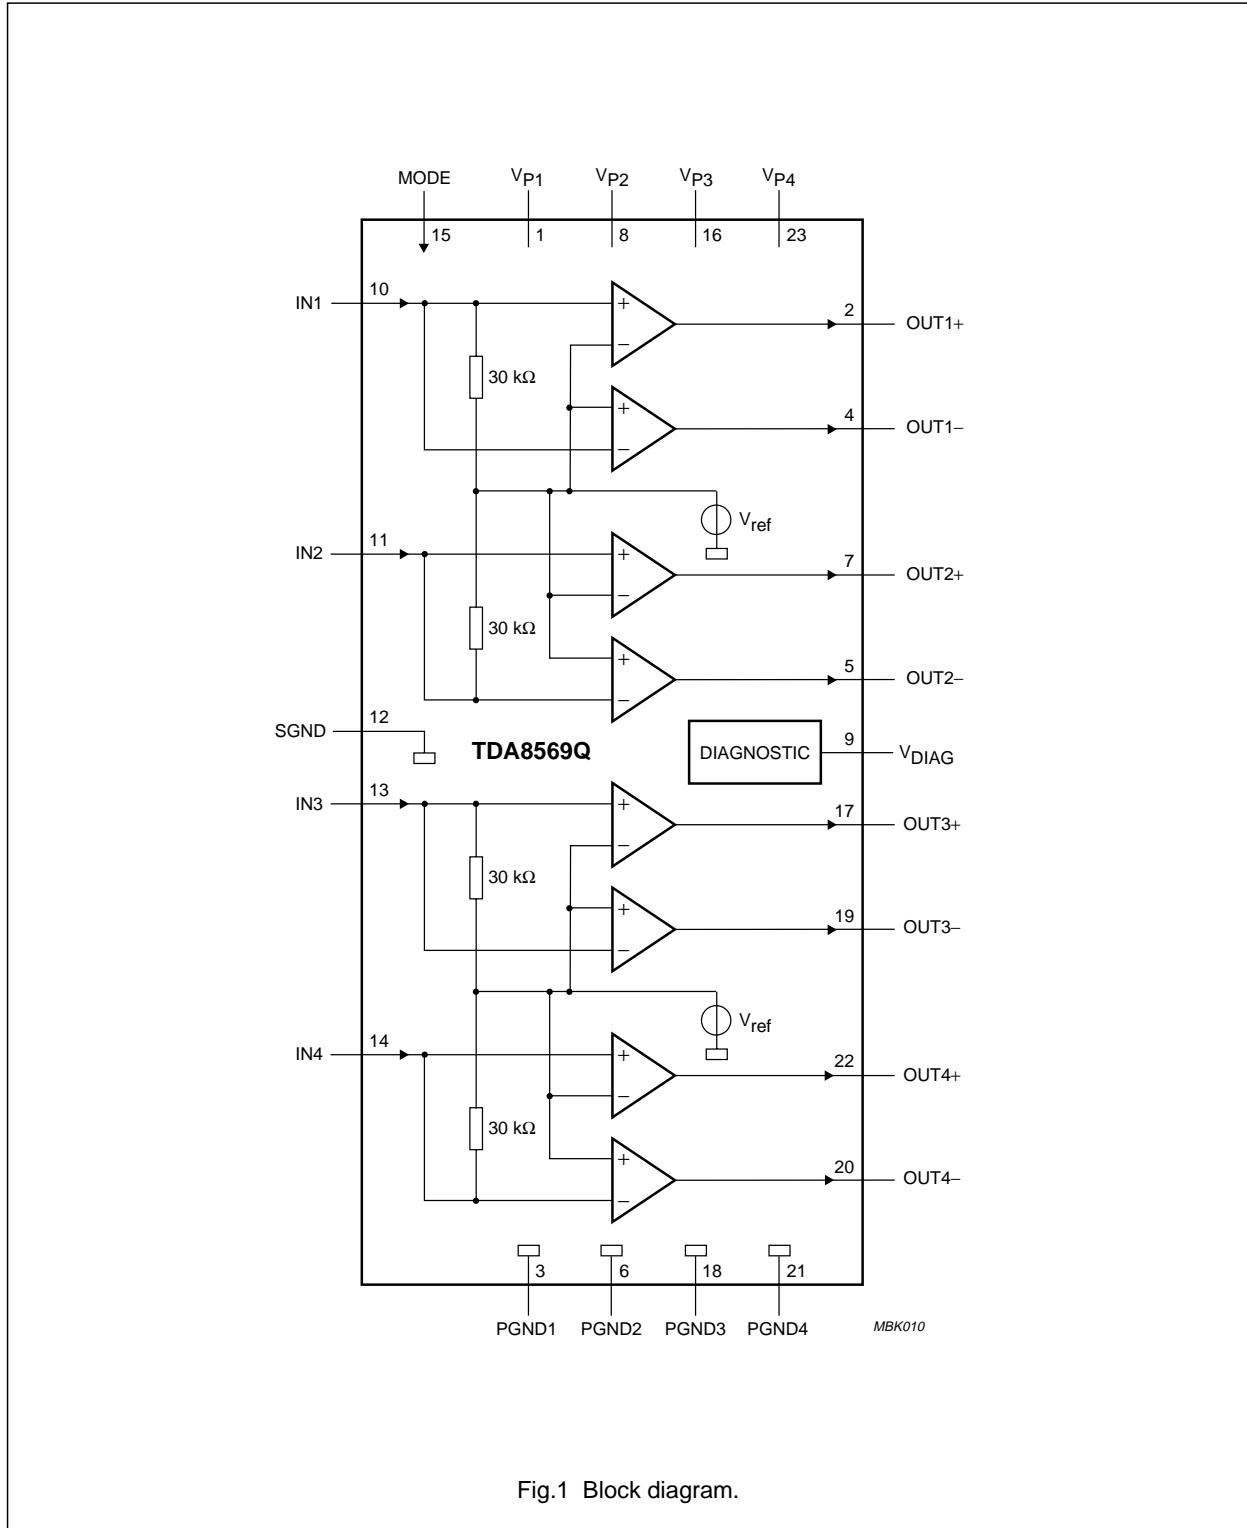 MODE VP1 VP2 VP3 VP4
15 1 8 16 23
IN1 10 + 2 OUT1+
−
30 kΩ
+ 4 OUT1−
−
Vref
IN2 11 + 7 OUT2+
−
30 kΩ
+ 5 OUT2−
−
SGND 12
TDA8569Q DIAGNOSTIC 9 VDIAG
IN3 13 + 17 OUT3+
−
30 kΩ
+ 19 OUT3−
−
Vref
IN4 14 + 22 OUT4+
−
30 kΩ
+ 20 OUT4−
−
3 6 18 21
PGND1 PGND2 PGND3 PGND4 MBK010
Fig.1 Block diagram.